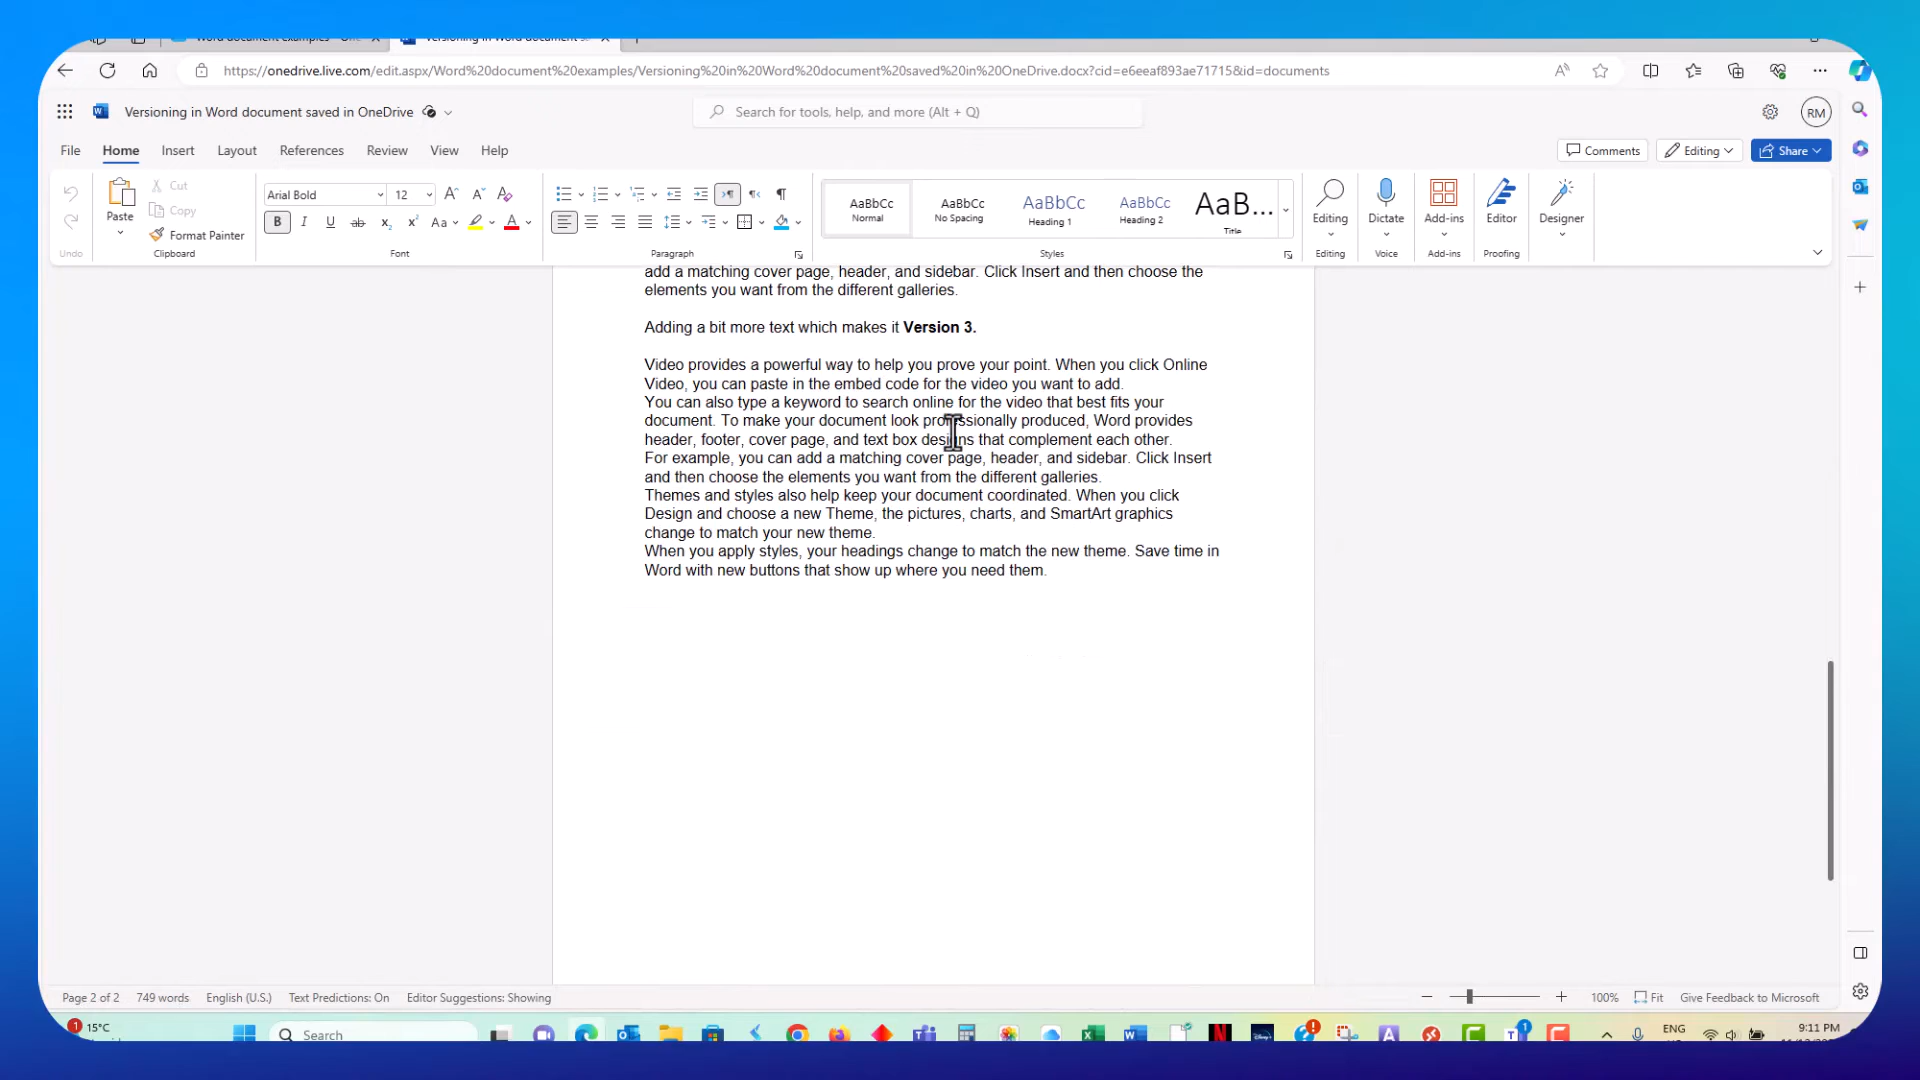 Word document examples - One
Versioning in Word document s
https://onedrive.live.com/edit.aspx/Word%20document%20examples/Versioning%20in%20Word%20document%20saved%20in%20OneDrive.docx?cid=e6eeaf893ae71715&id=documents
Versioning in Word document saved in OneDrive
Search for tools, help, and more (Alt + Q)
RM
File Home Insert Layout References Review View Help
Comments Editing Share
Paste Cut Copy Format Painter
Arial Bold 12
AaBbCc Normal
AaBbCc No Spacing
AaBbCc Heading 1
AaBbCc Heading 2
AaB... Title
Editing Dictate Add-ins Editor Designer
Undo Clipboard Font Paragraph Styles Editing Voice Add-ins Proofing
add a matching cover page, header, and sidebar. Click Insert and then choose the
elements you want from the different galleries.
Adding a bit more text which makes it Version 3.
Video provides a powerful way to help you prove your point. When you click Online
Video, you can paste in the embed code for the video you want to add.
You can also type a keyword to search online for the video that best fits your
document. To make your document look professionally produced, Word provides
header, footer, cover page, and text box designs that complement each other.
For example, you can add a matching cover page, header, and sidebar. Click Insert
and then choose the elements you want from the different galleries.
Themes and styles also help keep your document coordinated. When you click
Design and choose a new Theme, the pictures, charts, and SmartArt graphics
change to match your new theme.
When you apply styles, your headings change to match the new theme. Save time in
Word with new buttons that show up where you need them.
Page 2 of 2 749 words English (U.S.) Text Predictions: On Editor Suggestions: Showing
100% Fit Give Feedback to Microsoft
1 15°C
Search
ENG
9:11 PM